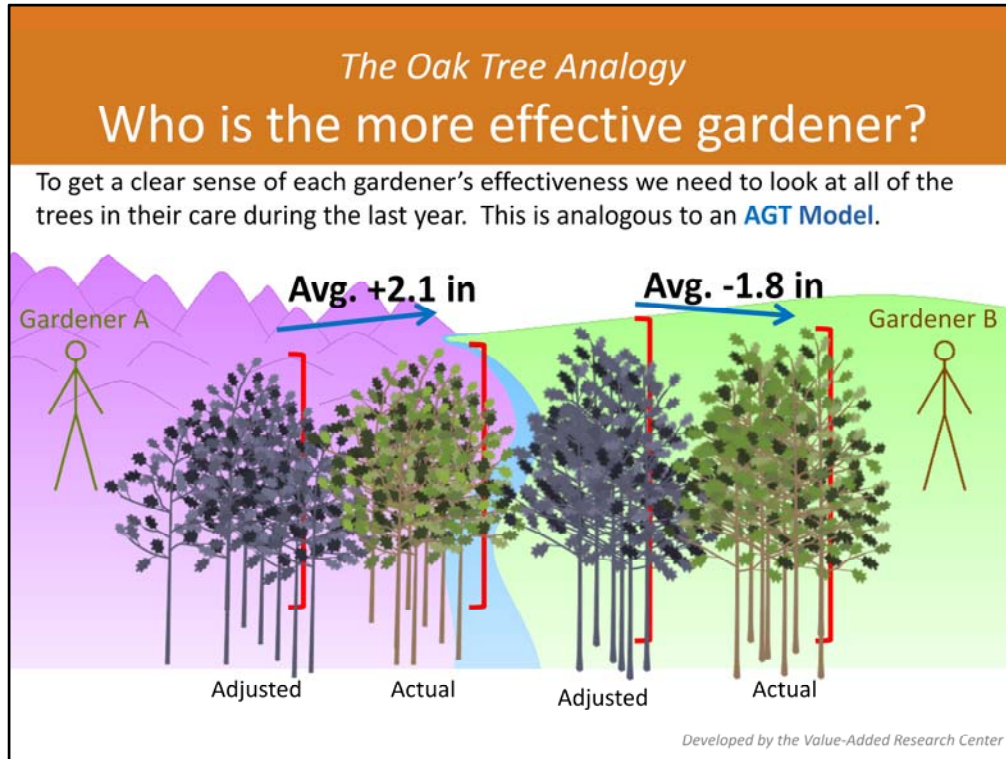 The Oak Tree Analogy
Who is the more effective gardener?
To get a clear sense of each gardener's effectiveness we need to look at all of the
trees in their care during the last year.  This is analogous to an AGT Model.
Avg. +2.1 in
Avg. -1.8 in
Gardener A
Gardener B
Adjusted
Actual
Adjusted
Actual
Developed by the Value-Added Research Center